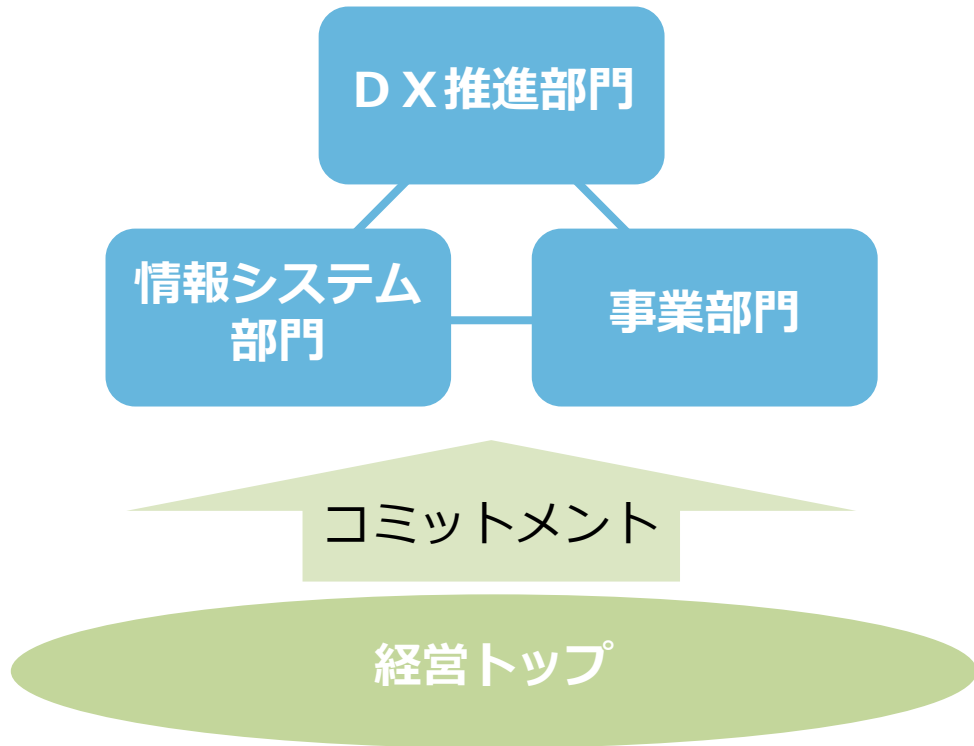 ＤＸ推進部門
情報システム
部門
事業部門
コミットメント
経営トップ